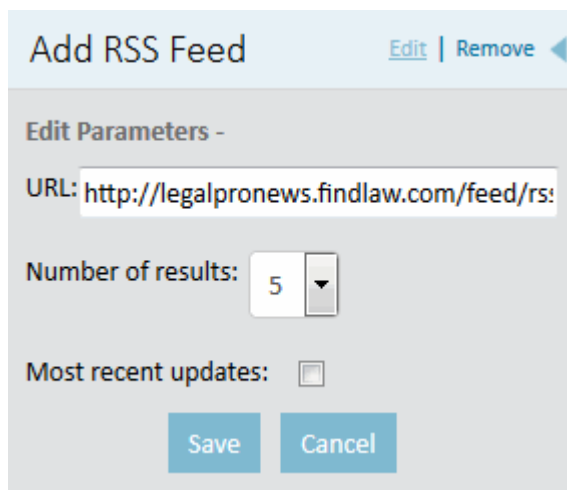 Add RSS Feed Edit | Remove
Edit Parameters -
URL: http://legalpronews.findlaw.com/feed/rss
Number of results: 5
Most recent updates:
Save Cancel